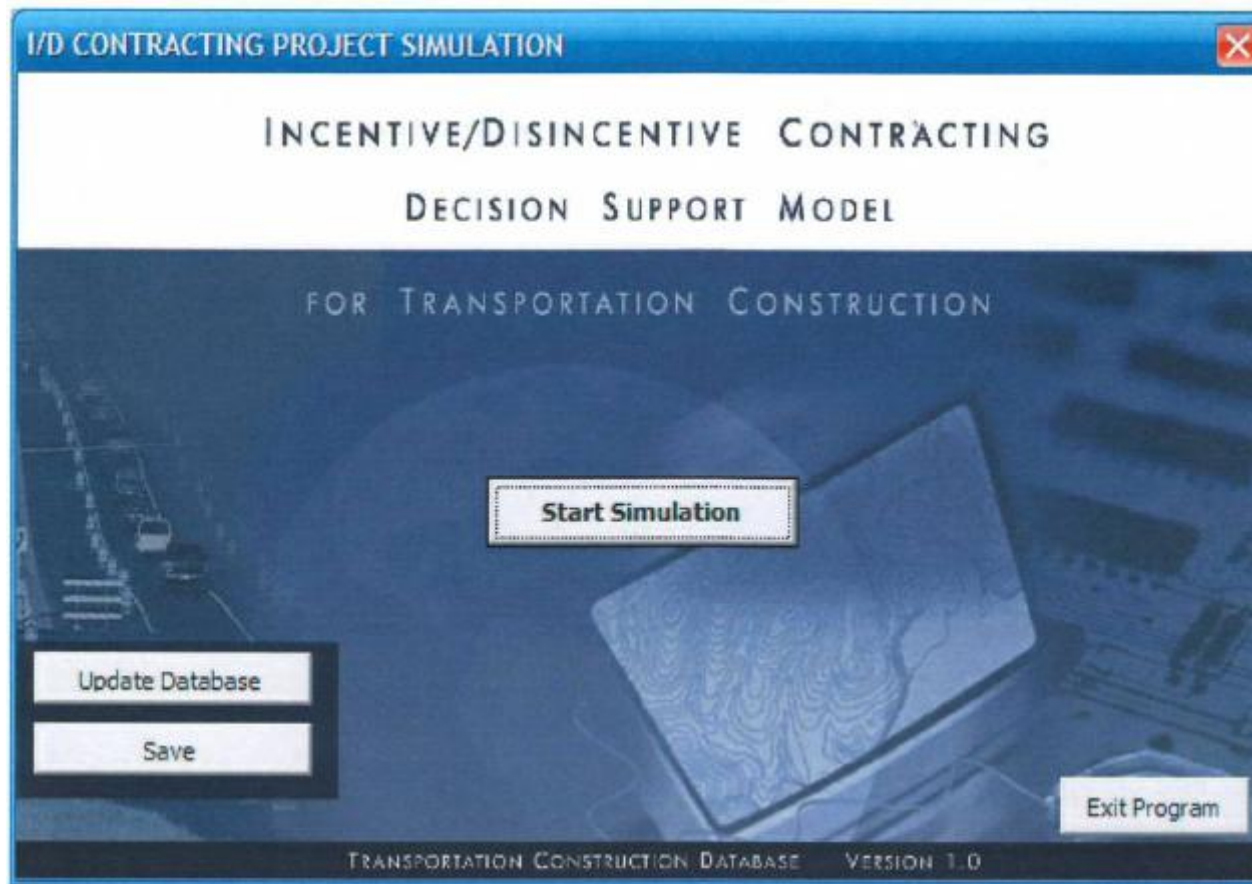 I/D CONTRACTING PROJECT SIMULATION
INCENTIVE/DISINCENTIVE CONTRACTING
DECISION SUPPORT MODEL
FOR TRANSPORTATION CONSTRUCTION
Start Simulation
Update Database
Save
Exit Program
TRANSPORTATION CONSTRUCTION DATABASE VERSION 1.0